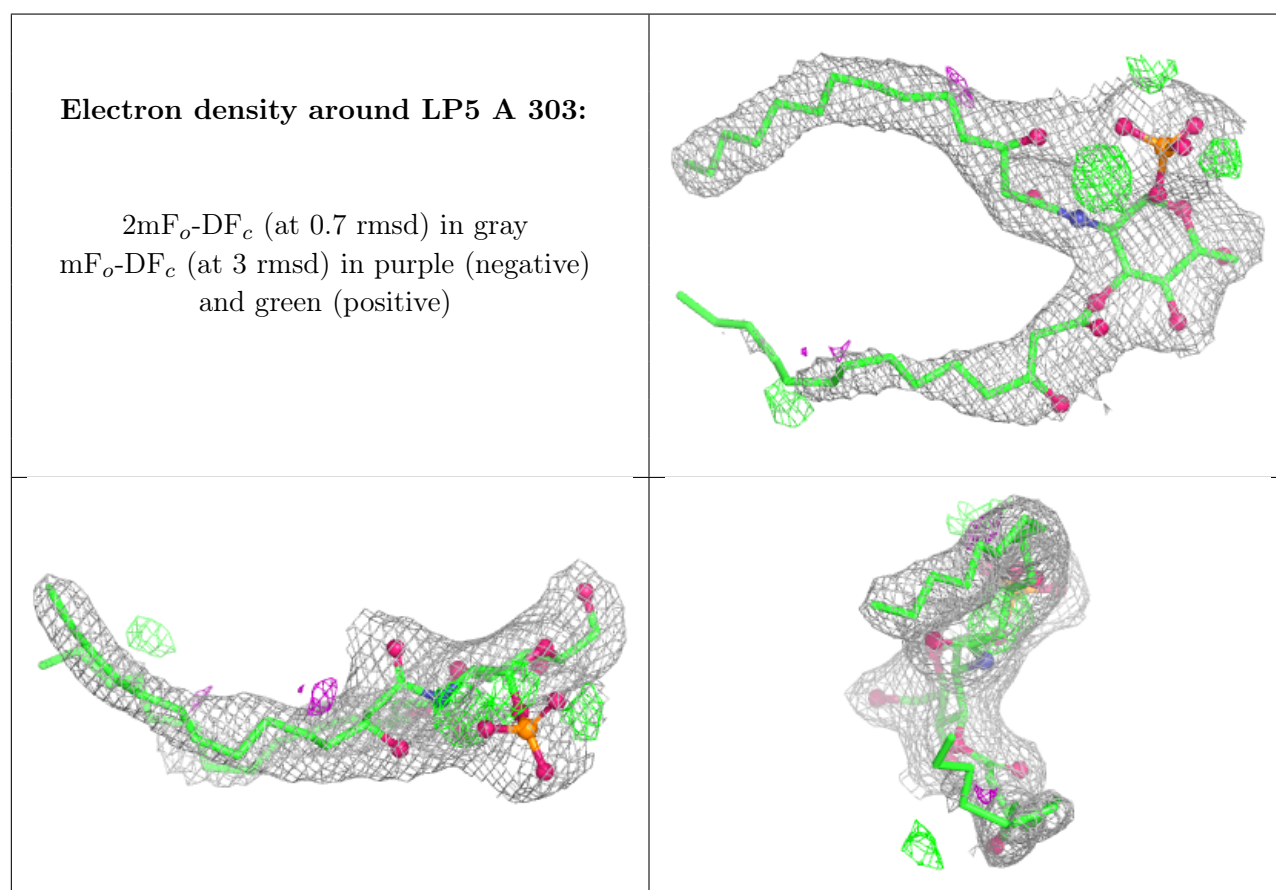 Electron density around LP5 A 303:
2mFo-DFc (at 0.7 rmsd) in gray
mFo-DFc (at 3 rmsd) in purple (negative)
and green (positive)